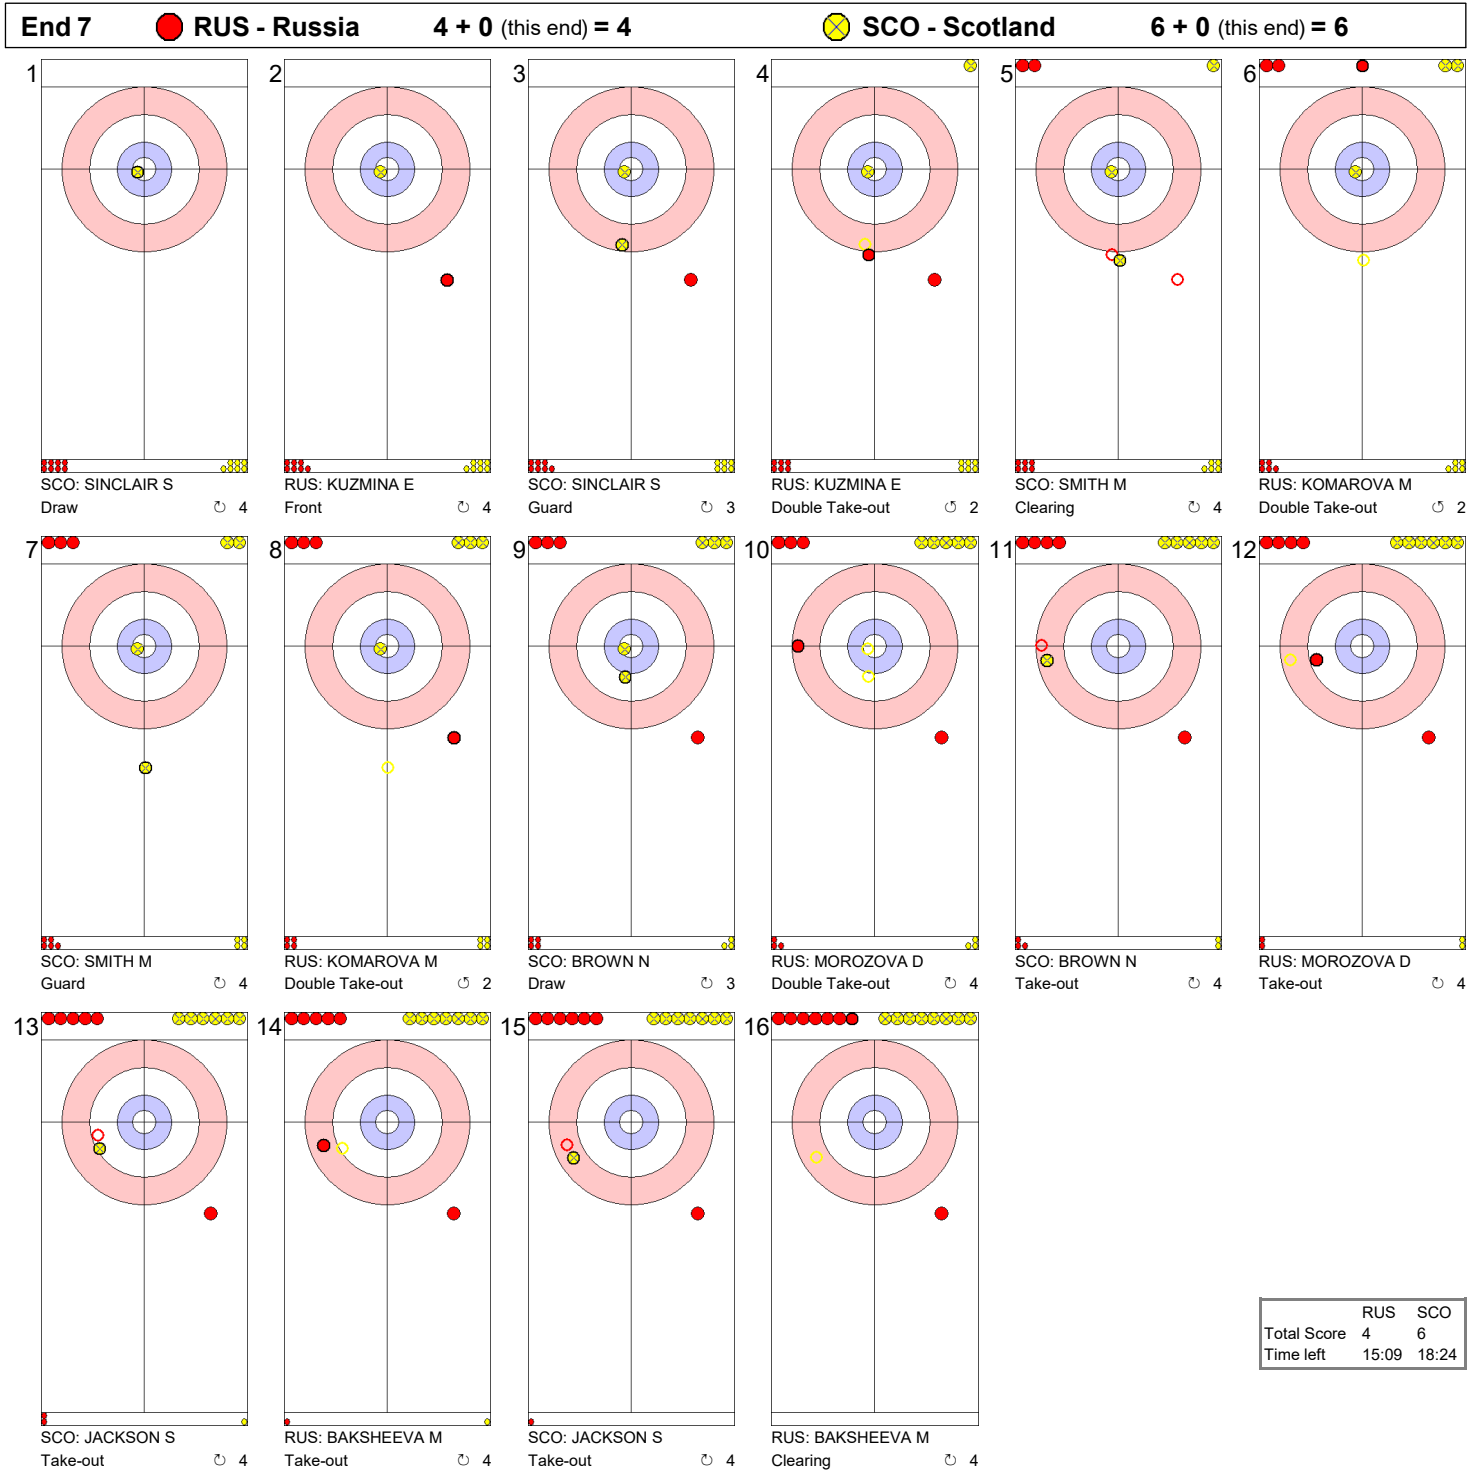 End 7 RUS - Russia 4 + 0 (this end) = 4 SCO - Scotland 6 + 0 (this end) = 6
1 2 3 4 5 6
SCO: SINCLAIR S RUS: KUZMINA E SCO: SINCLAIR S RUS: KUZMINA E SCO: SMITH M RUS: KOMAROVA M
Draw ↻ 4 Front ↻ 4 Guard ↻ 3 Double Take-out ↺ 2 Clearing ↻ 4 Double Take-out ↺ 2
7 8 9 10 11 12
SCO: SMITH M RUS: KOMAROVA M SCO: BROWN N RUS: MOROZOVA D SCO: BROWN N RUS: MOROZOVA D
Guard ↻ 4 Double Take-out ↺ 2 Draw ↻ 3 Double Take-out ↻ 4 Take-out ↻ 4 Take-out ↻ 4
13 14 15 16
SCO: JACKSON S RUS: BAKSHEEVA M SCO: JACKSON S RUS: BAKSHEEVA M
Take-out ↻ 4 Take-out ↻ 4 Take-out ↻ 4 Clearing ↻ 4
RUS SCO
Total Score 4 6
Time left 15:09 18:24